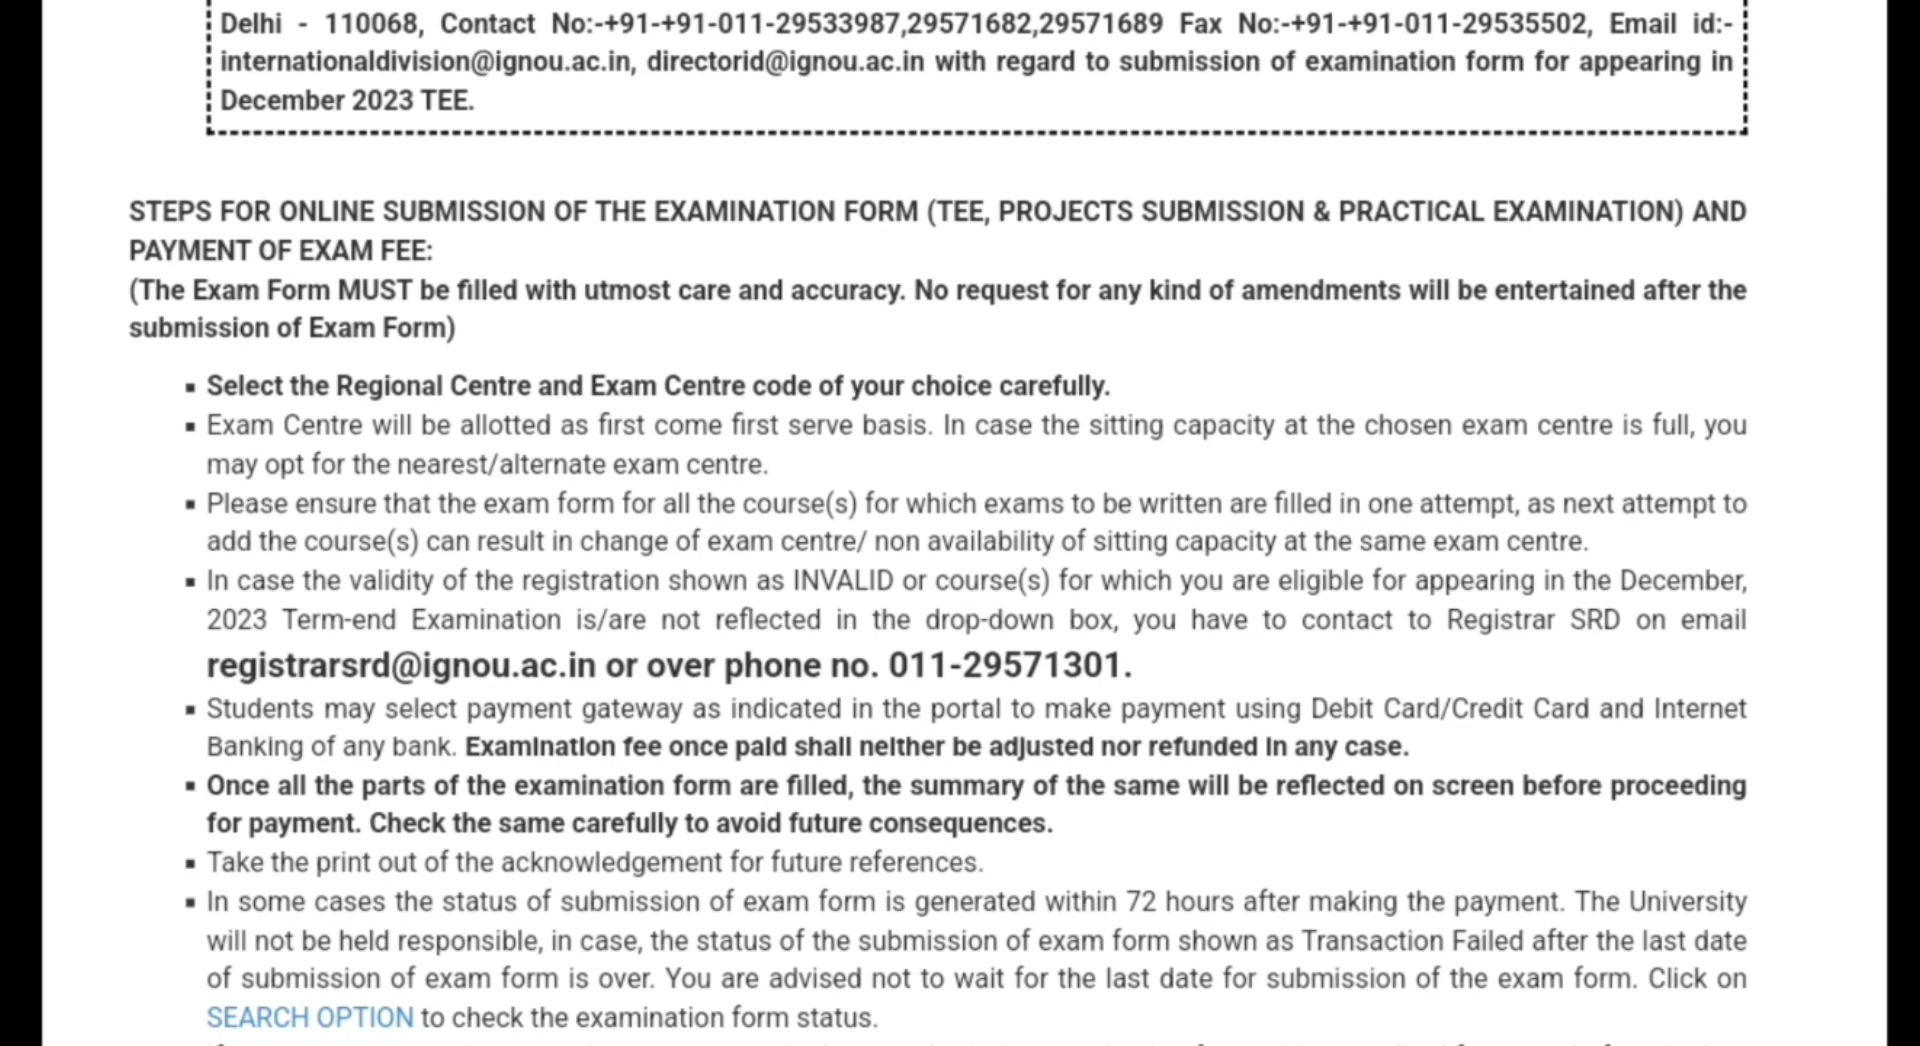 Delhi - 110068, Contact No:-+91-+91-011-29533987,29571682,29571689 Fax No:-+91-+91-011-29535502, Email id:-
internationaldivision@ignou.ac.in, directorid@ignou.ac.in with regard to submission of examination form for appearing in
December 2023 TEE.
STEPS FOR ONLINE SUBMISSION OF THE EXAMINATION FORM (TEE, PROJECTS SUBMISSION & PRACTICAL EXAMINATION) AND
PAYMENT OF EXAM FEE:
(The Exam Form MUST be filled with utmost care and accuracy. No request for any kind of amendments will be entertained after the
submission of Exam Form)
▪ Select the Regional Centre and Exam Centre code of your choice carefully.
▪ Exam Centre will be allotted as first come first serve basis. In case the sitting capacity at the chosen exam centre is full, you
may opt for the nearest/alternate exam centre.
▪ Please ensure that the exam form for all the course(s) for which exams to be written are filled in one attempt, as next attempt to
add the course(s) can result in change of exam centre/ non availability of sitting capacity at the same exam centre.
▪ In case the validity of the registration shown as INVALID or course(s) for which you are eligible for appearing in the December,
2023 Term-end Examination is/are not reflected in the drop-down box, you have to contact to Registrar SRD on email
registrarsrd@ignou.ac.in or over phone no. 011-29571301.
▪ Students may select payment gateway as indicated in the portal to make payment using Debit Card/Credit Card and Internet
Banking of any bank. Examination fee once paid shall neither be adjusted nor refunded in any case.
▪ Once all the parts of the examination form are filled, the summary of the same will be reflected on screen before proceeding
for payment. Check the same carefully to avoid future consequences.
▪ Take the print out of the acknowledgement for future references.
▪ In some cases the status of submission of exam form is generated within 72 hours after making the payment. The University
will not be held responsible, in case, the status of the submission of exam form shown as Transaction Failed after the last date
of submission of exam form is over. You are advised not to wait for the last date for submission of the exam form. Click on
SEARCH OPTION to check the examination form status.